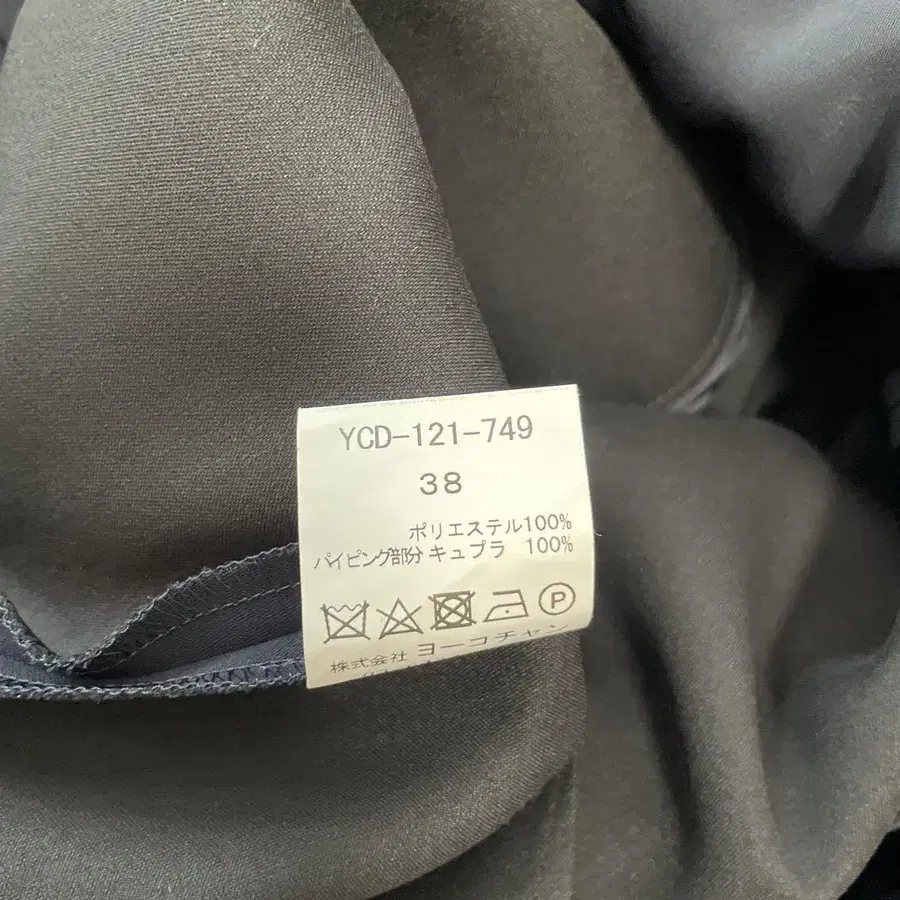 YCD-121-749
38
ポリエステル100%
パイピング部分 キュプラ 100%
P
株式会社 ヨーコチャン